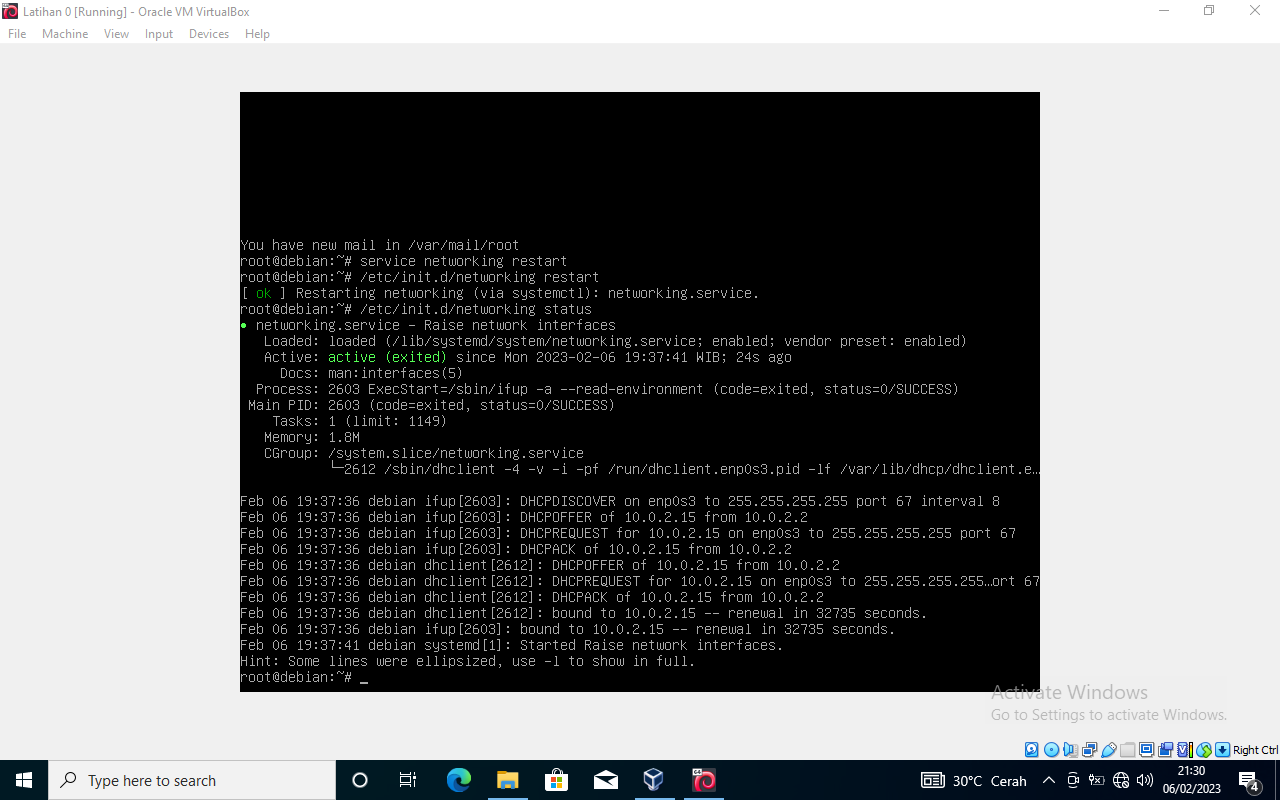 Latihan 0 [Running] - Oracle VM VirtualBox
File Machine View Input Devices Help
You have new mail in /var/mail/root
root@debian:~# service networking restart
root@debian:~# /etc/init.d/networking restart
[ ok ] Restarting networking (via systemctl): networking.service.
root@debian:~# /etc/init.d/networking status
● networking.service - Raise network interfaces
   Loaded: loaded (/lib/systemd/system/networking.service; enabled; vendor preset: enabled)
   Active: active (exited) since Mon 2023-02-06 19:37:41 WIB; 24s ago
     Docs: man:interfaces(5)
  Process: 2603 ExecStart=/sbin/ifup -a --read-environment (code=exited, status=0/SUCCESS)
 Main PID: 2603 (code=exited, status=0/SUCCESS)
    Tasks: 1 (limit: 1149)
   Memory: 1.8M
   CGroup: /system.slice/networking.service
           └─2612 /sbin/dhclient -4 -v -i -pf /run/dhclient.enp0s3.pid -lf /var/lib/dhcp/dhclient.e…
Feb 06 19:37:36 debian ifup[2603]: DHCPDISCOVER on enp0s3 to 255.255.255.255 port 67 interval 8
Feb 06 19:37:36 debian ifup[2603]: DHCPOFFER of 10.0.2.15 from 10.0.2.2
Feb 06 19:37:36 debian ifup[2603]: DHCPREQUEST for 10.0.2.15 on enp0s3 to 255.255.255.255 port 67
Feb 06 19:37:36 debian ifup[2603]: DHCPACK of 10.0.2.15 from 10.0.2.2
Feb 06 19:37:36 debian dhclient[2612]: DHCPOFFER of 10.0.2.15 from 10.0.2.2
Feb 06 19:37:36 debian dhclient[2612]: DHCPREQUEST for 10.0.2.15 on enp0s3 to 255.255.255.255…ort 67
Feb 06 19:37:36 debian dhclient[2612]: DHCPACK of 10.0.2.15 from 10.0.2.2
Feb 06 19:37:36 debian dhclient[2612]: bound to 10.0.2.15 -- renewal in 32735 seconds.
Feb 06 19:37:36 debian ifup[2603]: bound to 10.0.2.15 -- renewal in 32735 seconds.
Feb 06 19:37:41 debian systemd[1]: Started Raise network interfaces.
Hint: Some lines were ellipsized, use -l to show in full.
root@debian:~# _
Activate Windows
Go to Settings to activate Windows.
Right Ctrl
Type here to search
30°C Cerah
21:30
06/02/2023
4